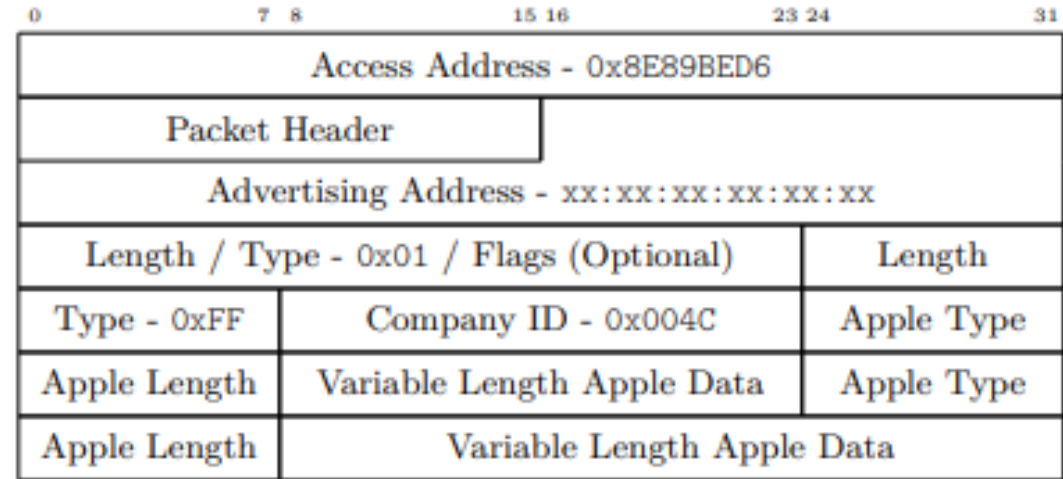 0 7 8 15 16 23 24 31
Access Address - 0x8E89BED6
Packet Header
Advertising Address - xx:xx:xx:xx:xx:xx
Length / Type - 0x01 / Flags (Optional) Length
Type - 0xFF Company ID - 0x004C Apple Type
Apple Length Variable Length Apple Data Apple Type
Apple Length Variable Length Apple Data